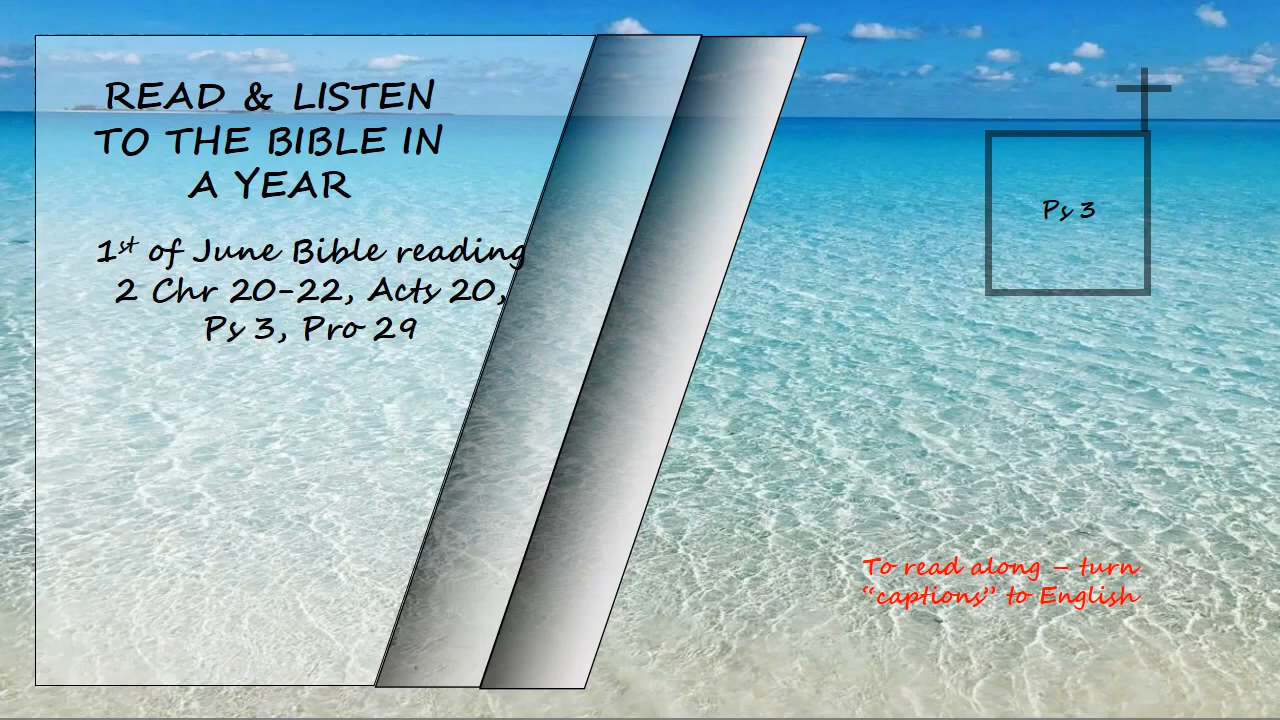 READ & LISTEN
TO THE BIBLE IN
A YEAR
1st of June Bible reading
2 Chr 20-22, Acts 20,
Ps 3, Pro 29
Ps 3
To read along – turn
“captions” to English